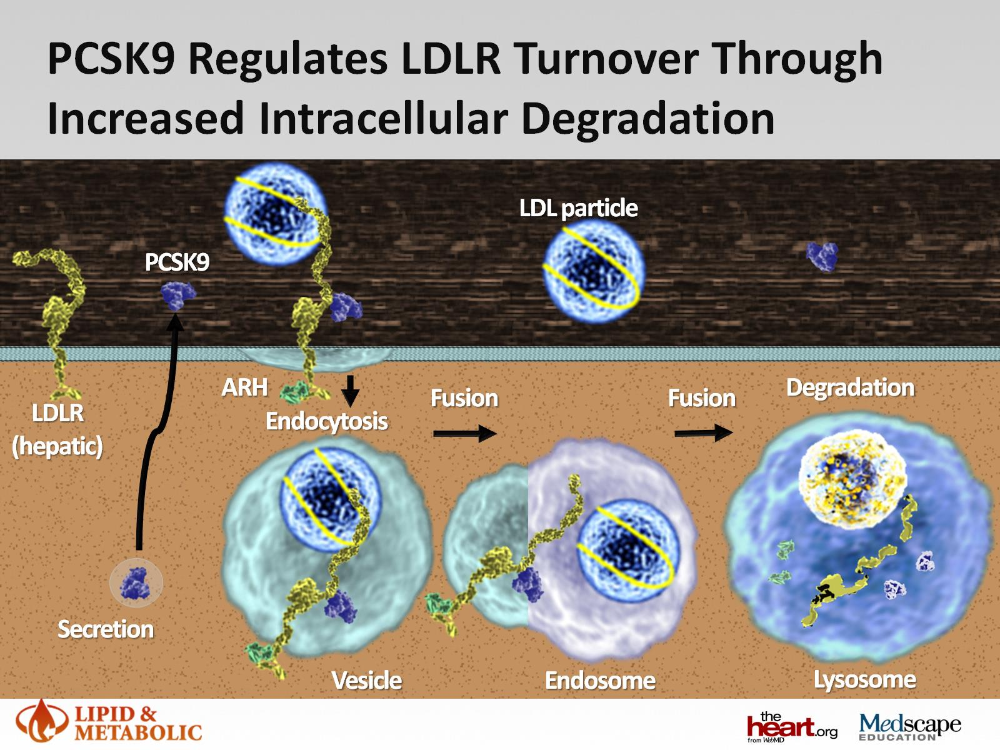 PCSK9 Regulates LDLR Turnover Through
Increased Intracellular Degradation
LDL particle
PCSK9
ARH
Endocytosis
Fusion
Fusion
Degradation
LDLR
(hepatic)
Secretion
Vesicle
Endosome
Lysosome
LIPID &
METABOLIC
the
heart.org
from WebMD
Medscape
EDUCATION